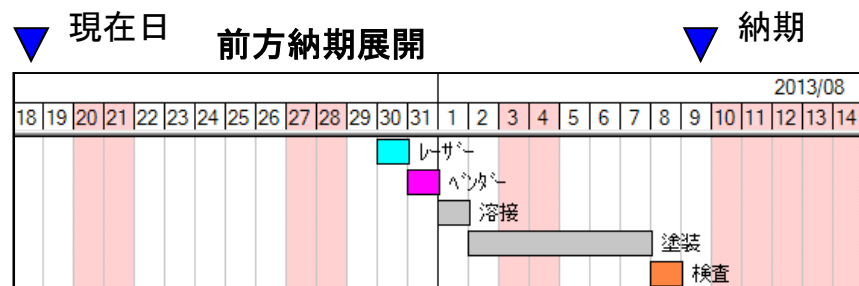 現在日
前方納期展開
納期
2013/08
18 19 20 21 22 23 24 25 26 27 28 29 30 31 1 2 3 4 5 6 7 8 9 10 11 12 13 14
レーザー
ベンダー
溶接
塗装
検査